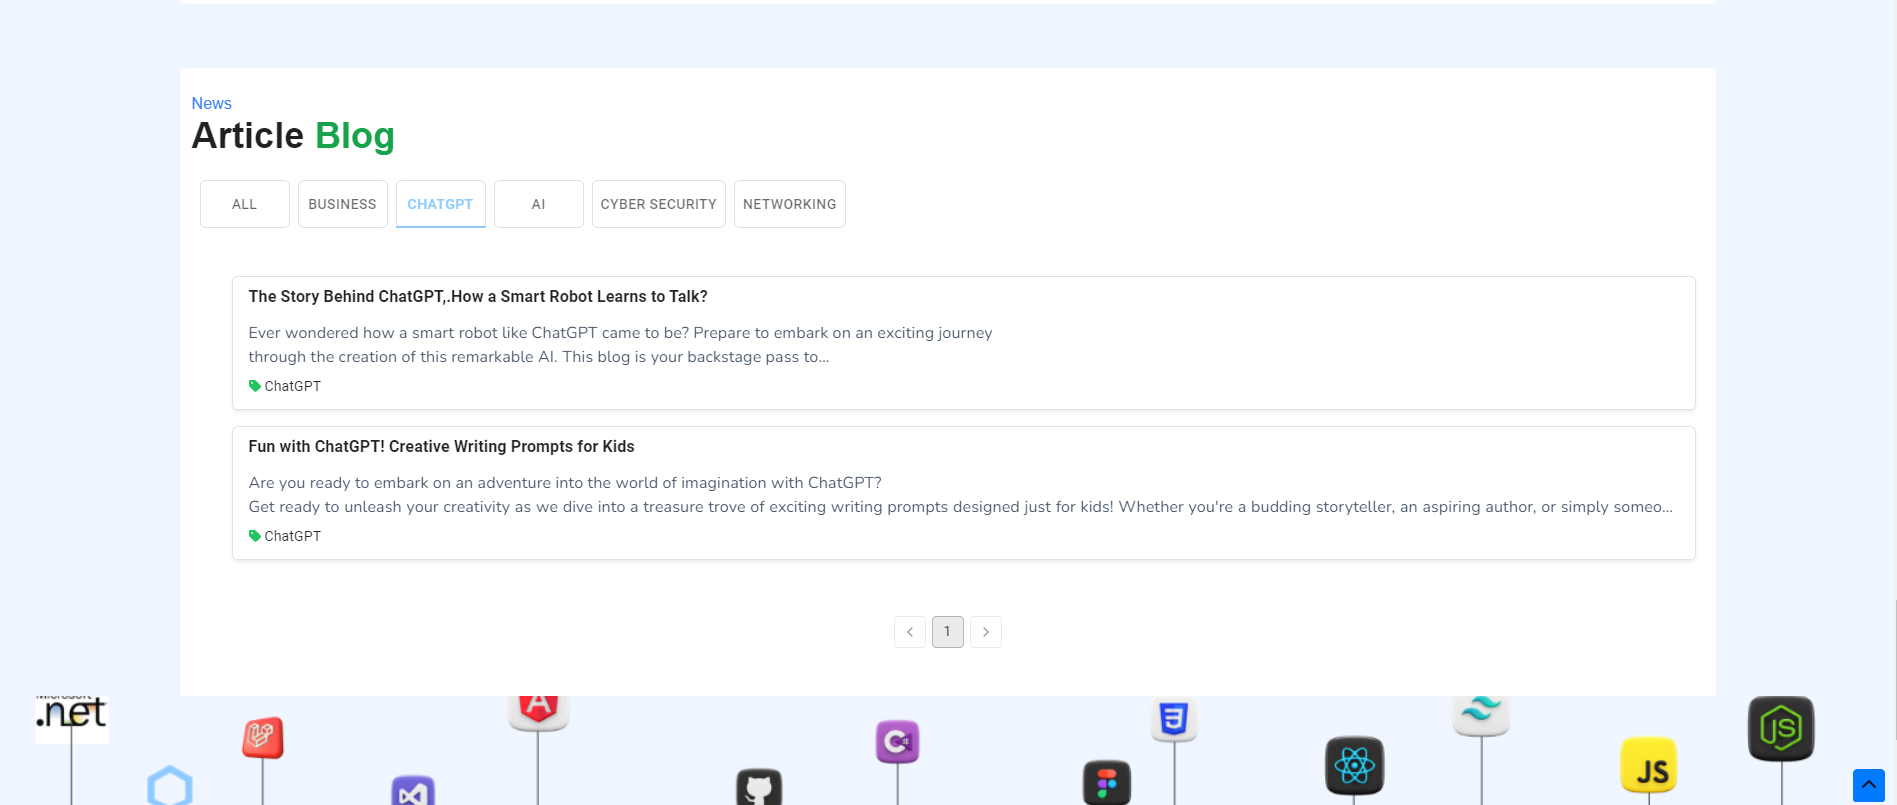 News
Article Blog
ALL
BUSINESS
CHATGPT
AI
CYBER SECURITY
NETWORKING
The Story Behind ChatGPT,.How a Smart Robot Learns to Talk?
Ever wondered how a smart robot like ChatGPT came to be? Prepare to embark on an exciting journey
through the creation of this remarkable AI. This blog is your backstage pass to...
ChatGPT
Fun with ChatGPT! Creative Writing Prompts for Kids
Are you ready to embark on an adventure into the world of imagination with ChatGPT?
Get ready to unleash your creativity as we dive into a treasure trove of exciting writing prompts designed just for kids! Whether you're a budding storyteller, an aspiring author, or simply someo...
ChatGPT
1
Microsoft
.net
A
3
JS
C
JS